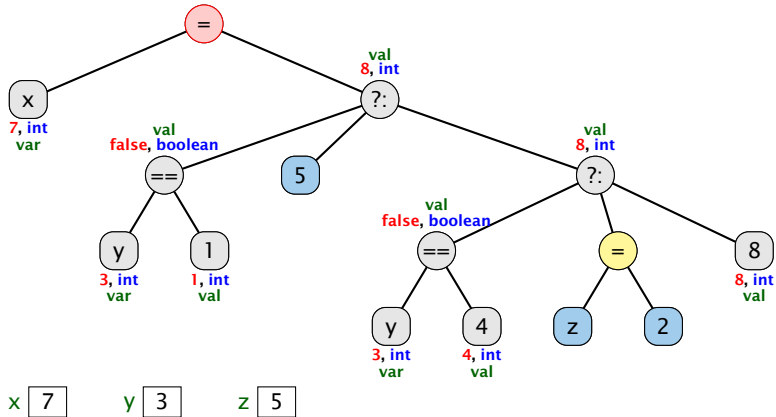 =
val
8, int
x
?:
7, int
var
val
false, boolean
val
8, int
==
5
?:
val
false, boolean
y
1
==
=
8
3, int
var
1, int
val
8, int
val
y
4
z
2
3, int
var
4, int
val
x 7 y 3 z 5